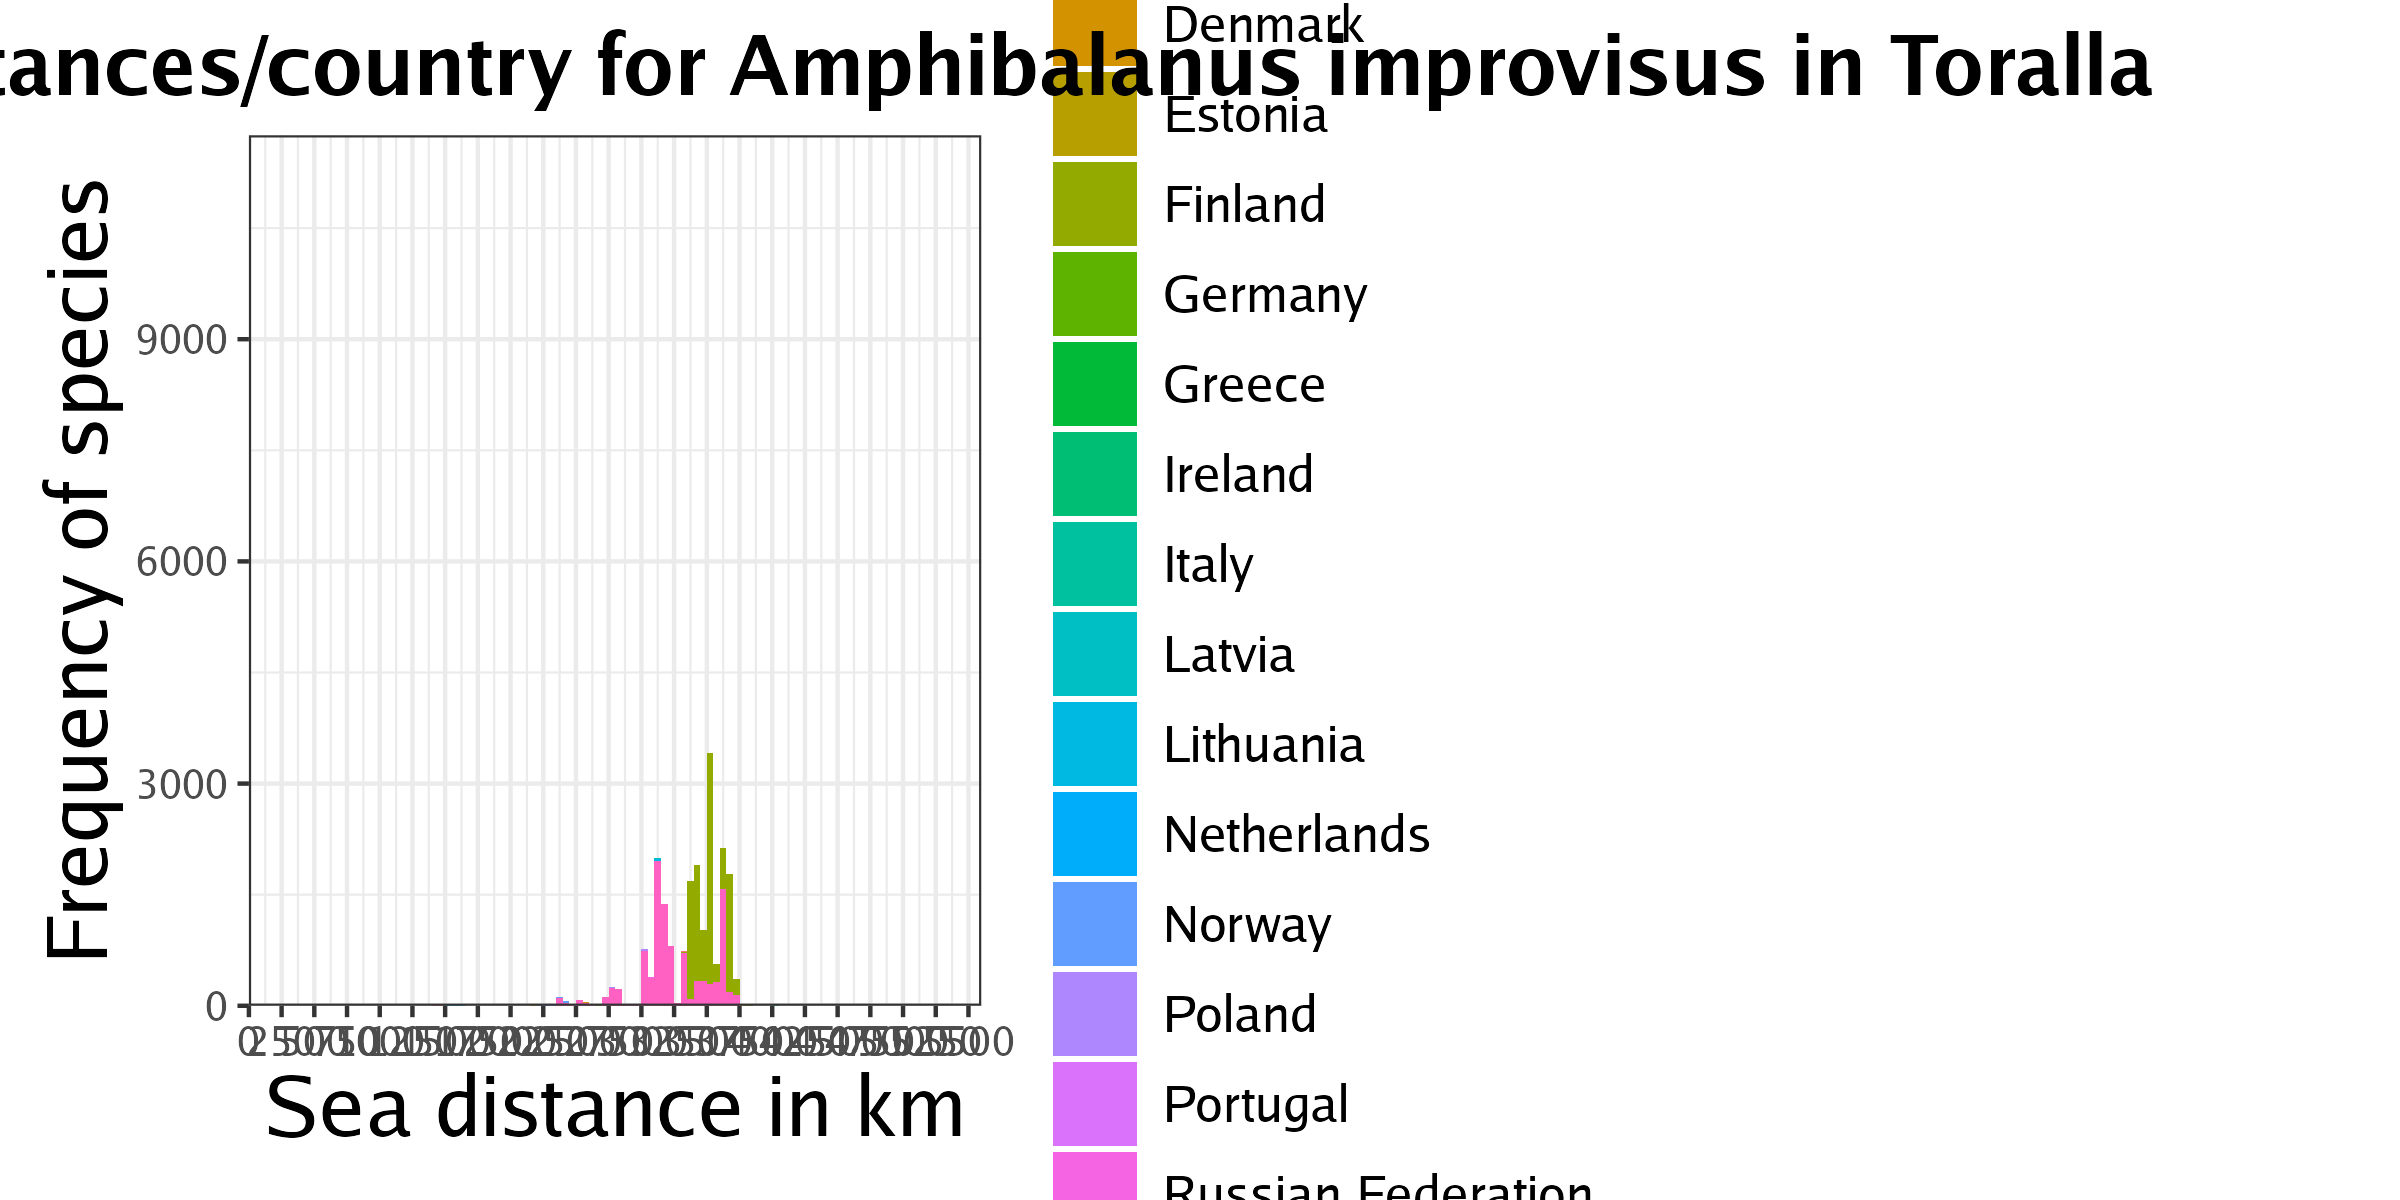 tances/country for Amphibalanus improvisus in Toralla
Frequency of species
9000
6000
3000
0
Sea distance in km
Denmark
Estonia
Finland
Germany
Greece
Ireland
Italy
Latvia
Lithuania
Netherlands
Norway
Poland
Portugal
Russian Federation